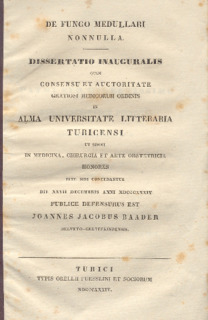 DE FUNGO MEDULLARI
NONNULLA.
DISSERTATIO INAUGURALIS
QUAM
CONSENSU ET AUCTORITATE
GRATIOSI MEDICORUM ORDINIS
IN
ALMA UNIVERSITATE LITTERARIA
TURICENSI
UT SUMMI
IN MEDICINA, CHIRURGIA ET ARTE OBSTETRICIA
HONORES
RITE SIBI CONCEDANTUR
DIE XXVII DECEMBRIS ANNI MDCCCXXXIV
PUBLICE DEFENSURUS EST
JOANNES JACOBUS BAADER
TURICI
TYPIS ORELLII FUESSLINI ET SOCIORUM
MDCCCXXXIV.